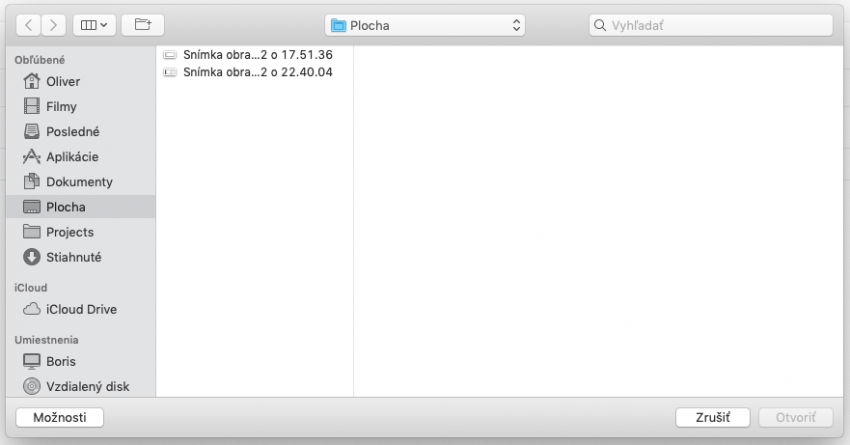 Plocha
Vyhľadať
Obľúbené
Oliver
Filmy
Posledné
Aplikácie
Dokumenty
Plocha
Projects
Stiahnuté
iCloud
iCloud Drive
Umiestnenia
Boris
Vzdialený disk
Snímka obra...2 o 17.51.36
Snímka obra...2 o 22.40.04
Možnosti
Zrušiť
Otvoriť